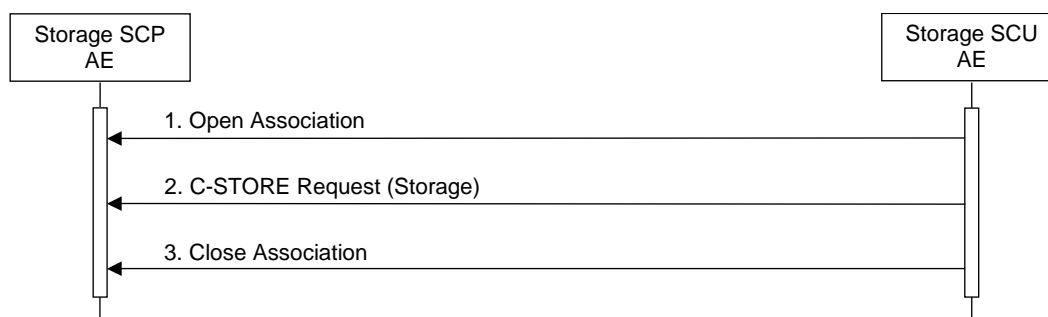 Storage SCP
AE
Storage SCU
AE
1. Open Association
2. C-STORE Request (Storage)
3. Close Association